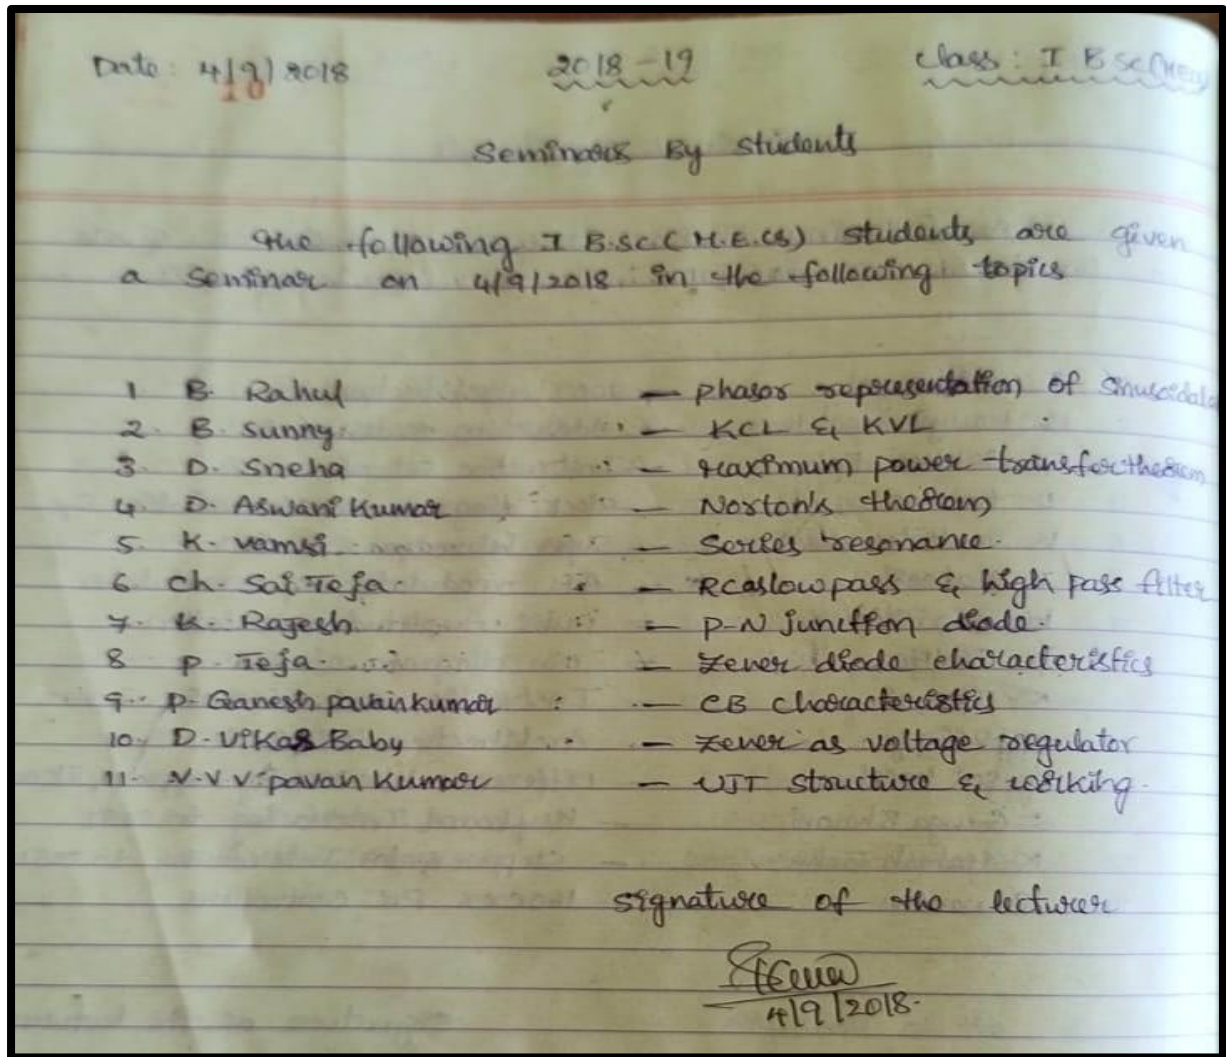 Date: 4/9/2018 2018-19 class: I B.Sc(MECs)
10
Seminars By students
The following I B.Sc (M.E.Cs) students are given
a Seminar on 4/9/2018 in the following topics
1 B. Rahul — phasor representation of sinusoidals
2. B. Sunny — KCL & KVL
3. D. Sneha — Maximum power transfer theorem
4. D. Aswani Kumar — Norton's theorem
5. K. Vamsi — Series resonance.
6 Ch. Sai Teja — RC as low pass & high pass filter
7. K. Rajesh — P-N junction diode.
8 P. Teja — Zener diode characteristics
9. P. Ganesh pavan kumar — CB characteristics
10. D. Vikas Baby — Zener as voltage regulator
11. N.V.V. pavan Kumar — UJT structure & working.
signature of the lecturer
4/9/2018.